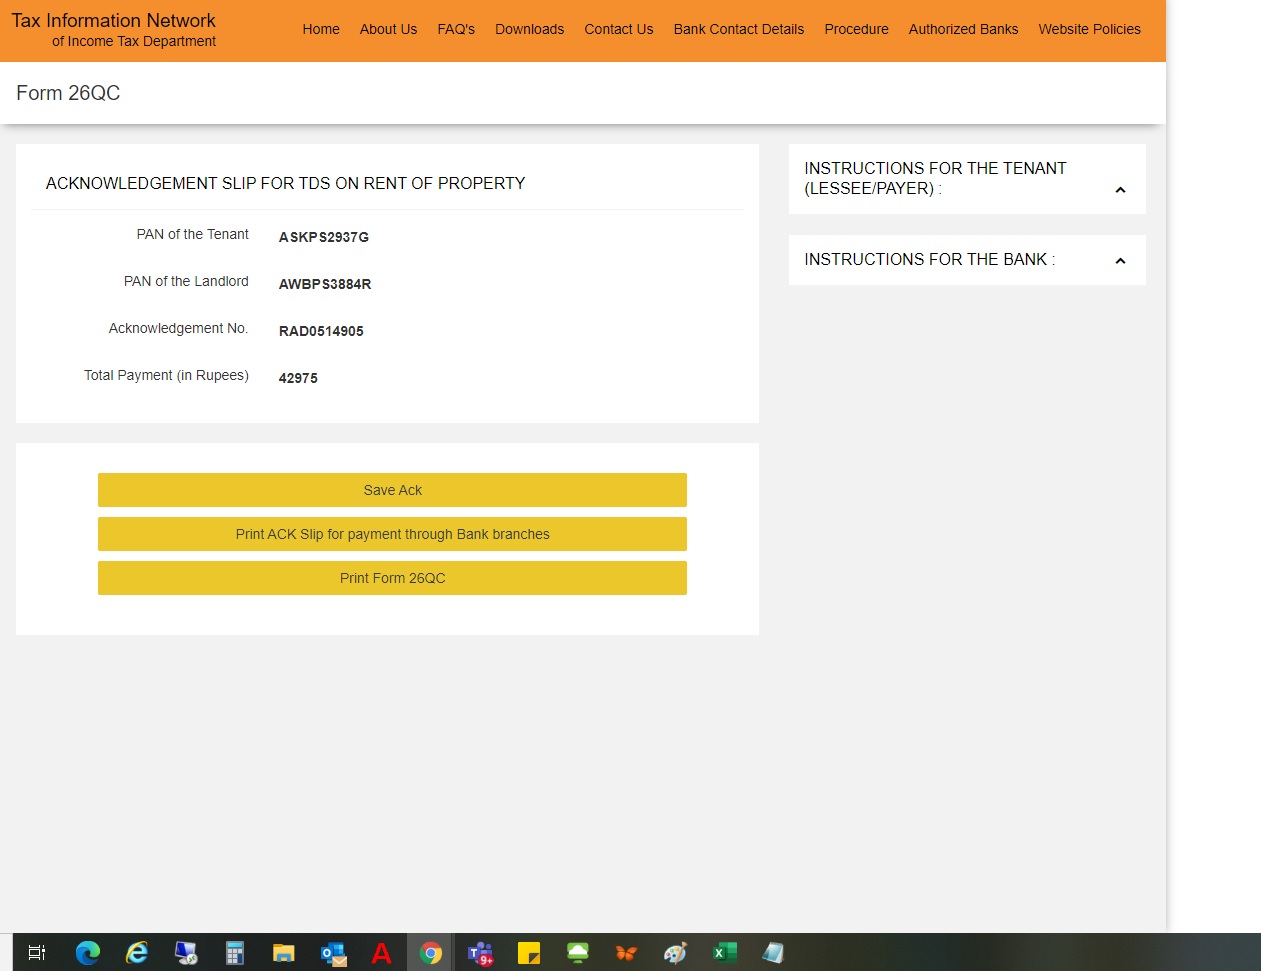 Tax Information Network
of Income Tax Department
Home About Us FAQ's Downloads Contact Us Bank Contact Details Procedure Authorized Banks Website Policies
Form 26QC
ACKNOWLEDGEMENT SLIP FOR TDS ON RENT OF PROPERTY
PAN of the Tenant ASKPS2937G
PAN of the Landlord AWBPS3884R
Acknowledgement No. RAD0514905
Total Payment (in Rupees) 42975
Save Ack
Print ACK Slip for payment through Bank branches
Print Form 26QC
INSTRUCTIONS FOR THE TENANT
(LESSEE/PAYER) :
INSTRUCTIONS FOR THE BANK :
9+